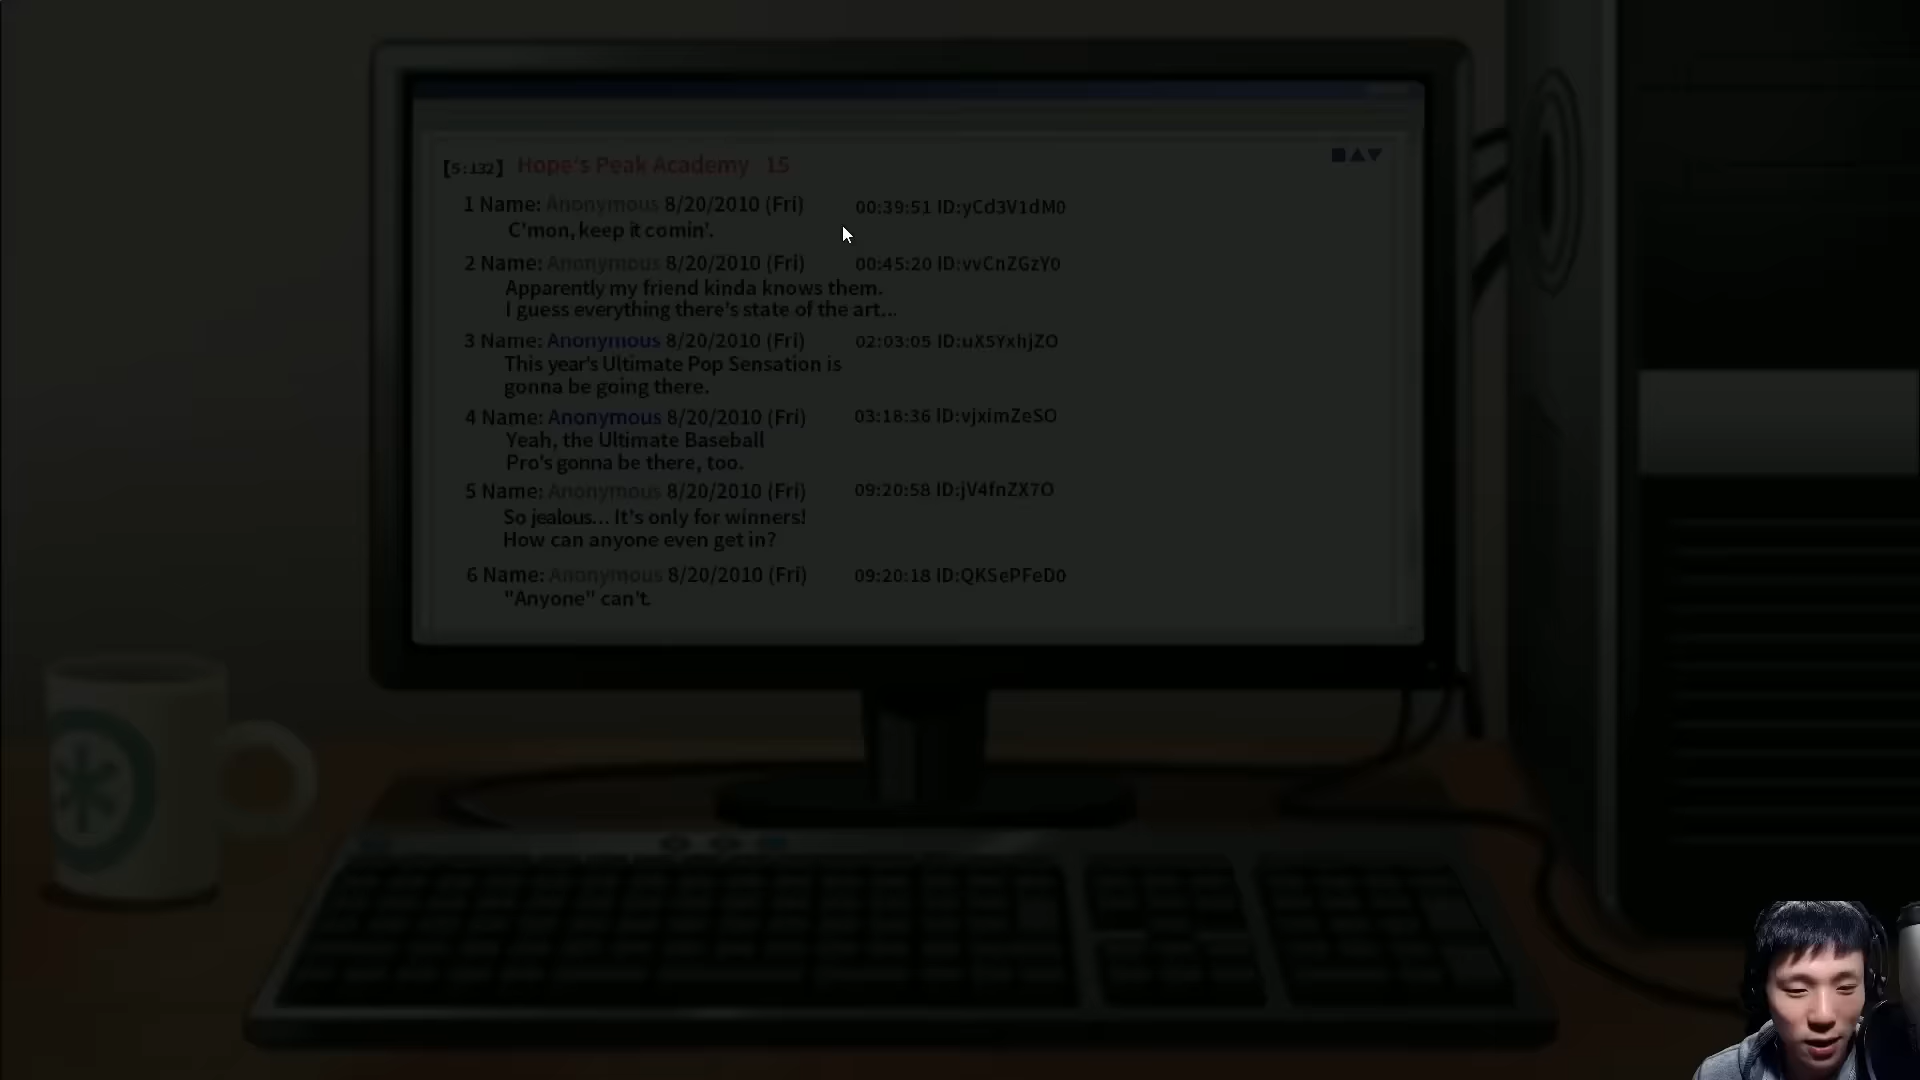 [5:132] Hope's Peak Academy 15
1 Name: Anonymous 8/20/2010 (Fri) 00:39:51 ID:yCd3V1dM0
C'mon, keep it comin'.
2 Name: Anonymous 8/20/2010 (Fri) 00:45:20 ID:vvCnZGzY0
Apparently my friend kinda knows them.
I guess everything there's state of the art...
3 Name: Anonymous 8/20/2010 (Fri) 02:03:05 ID:uX5YxhjZO
This year's Ultimate Pop Sensation is
gonna be going there.
4 Name: Anonymous 8/20/2010 (Fri) 03:18:36 ID:vjximZeSO
Yeah, the Ultimate Baseball
Pro's gonna be there, too.
5 Name: Anonymous 8/20/2010 (Fri) 09:20:58 ID:jV4fnZX7O
So jealous... It's only for winners!
How can anyone even get in?
6 Name: Anonymous 8/20/2010 (Fri) 09:20:18 ID:QKSePFeD0
"Anyone" can't.